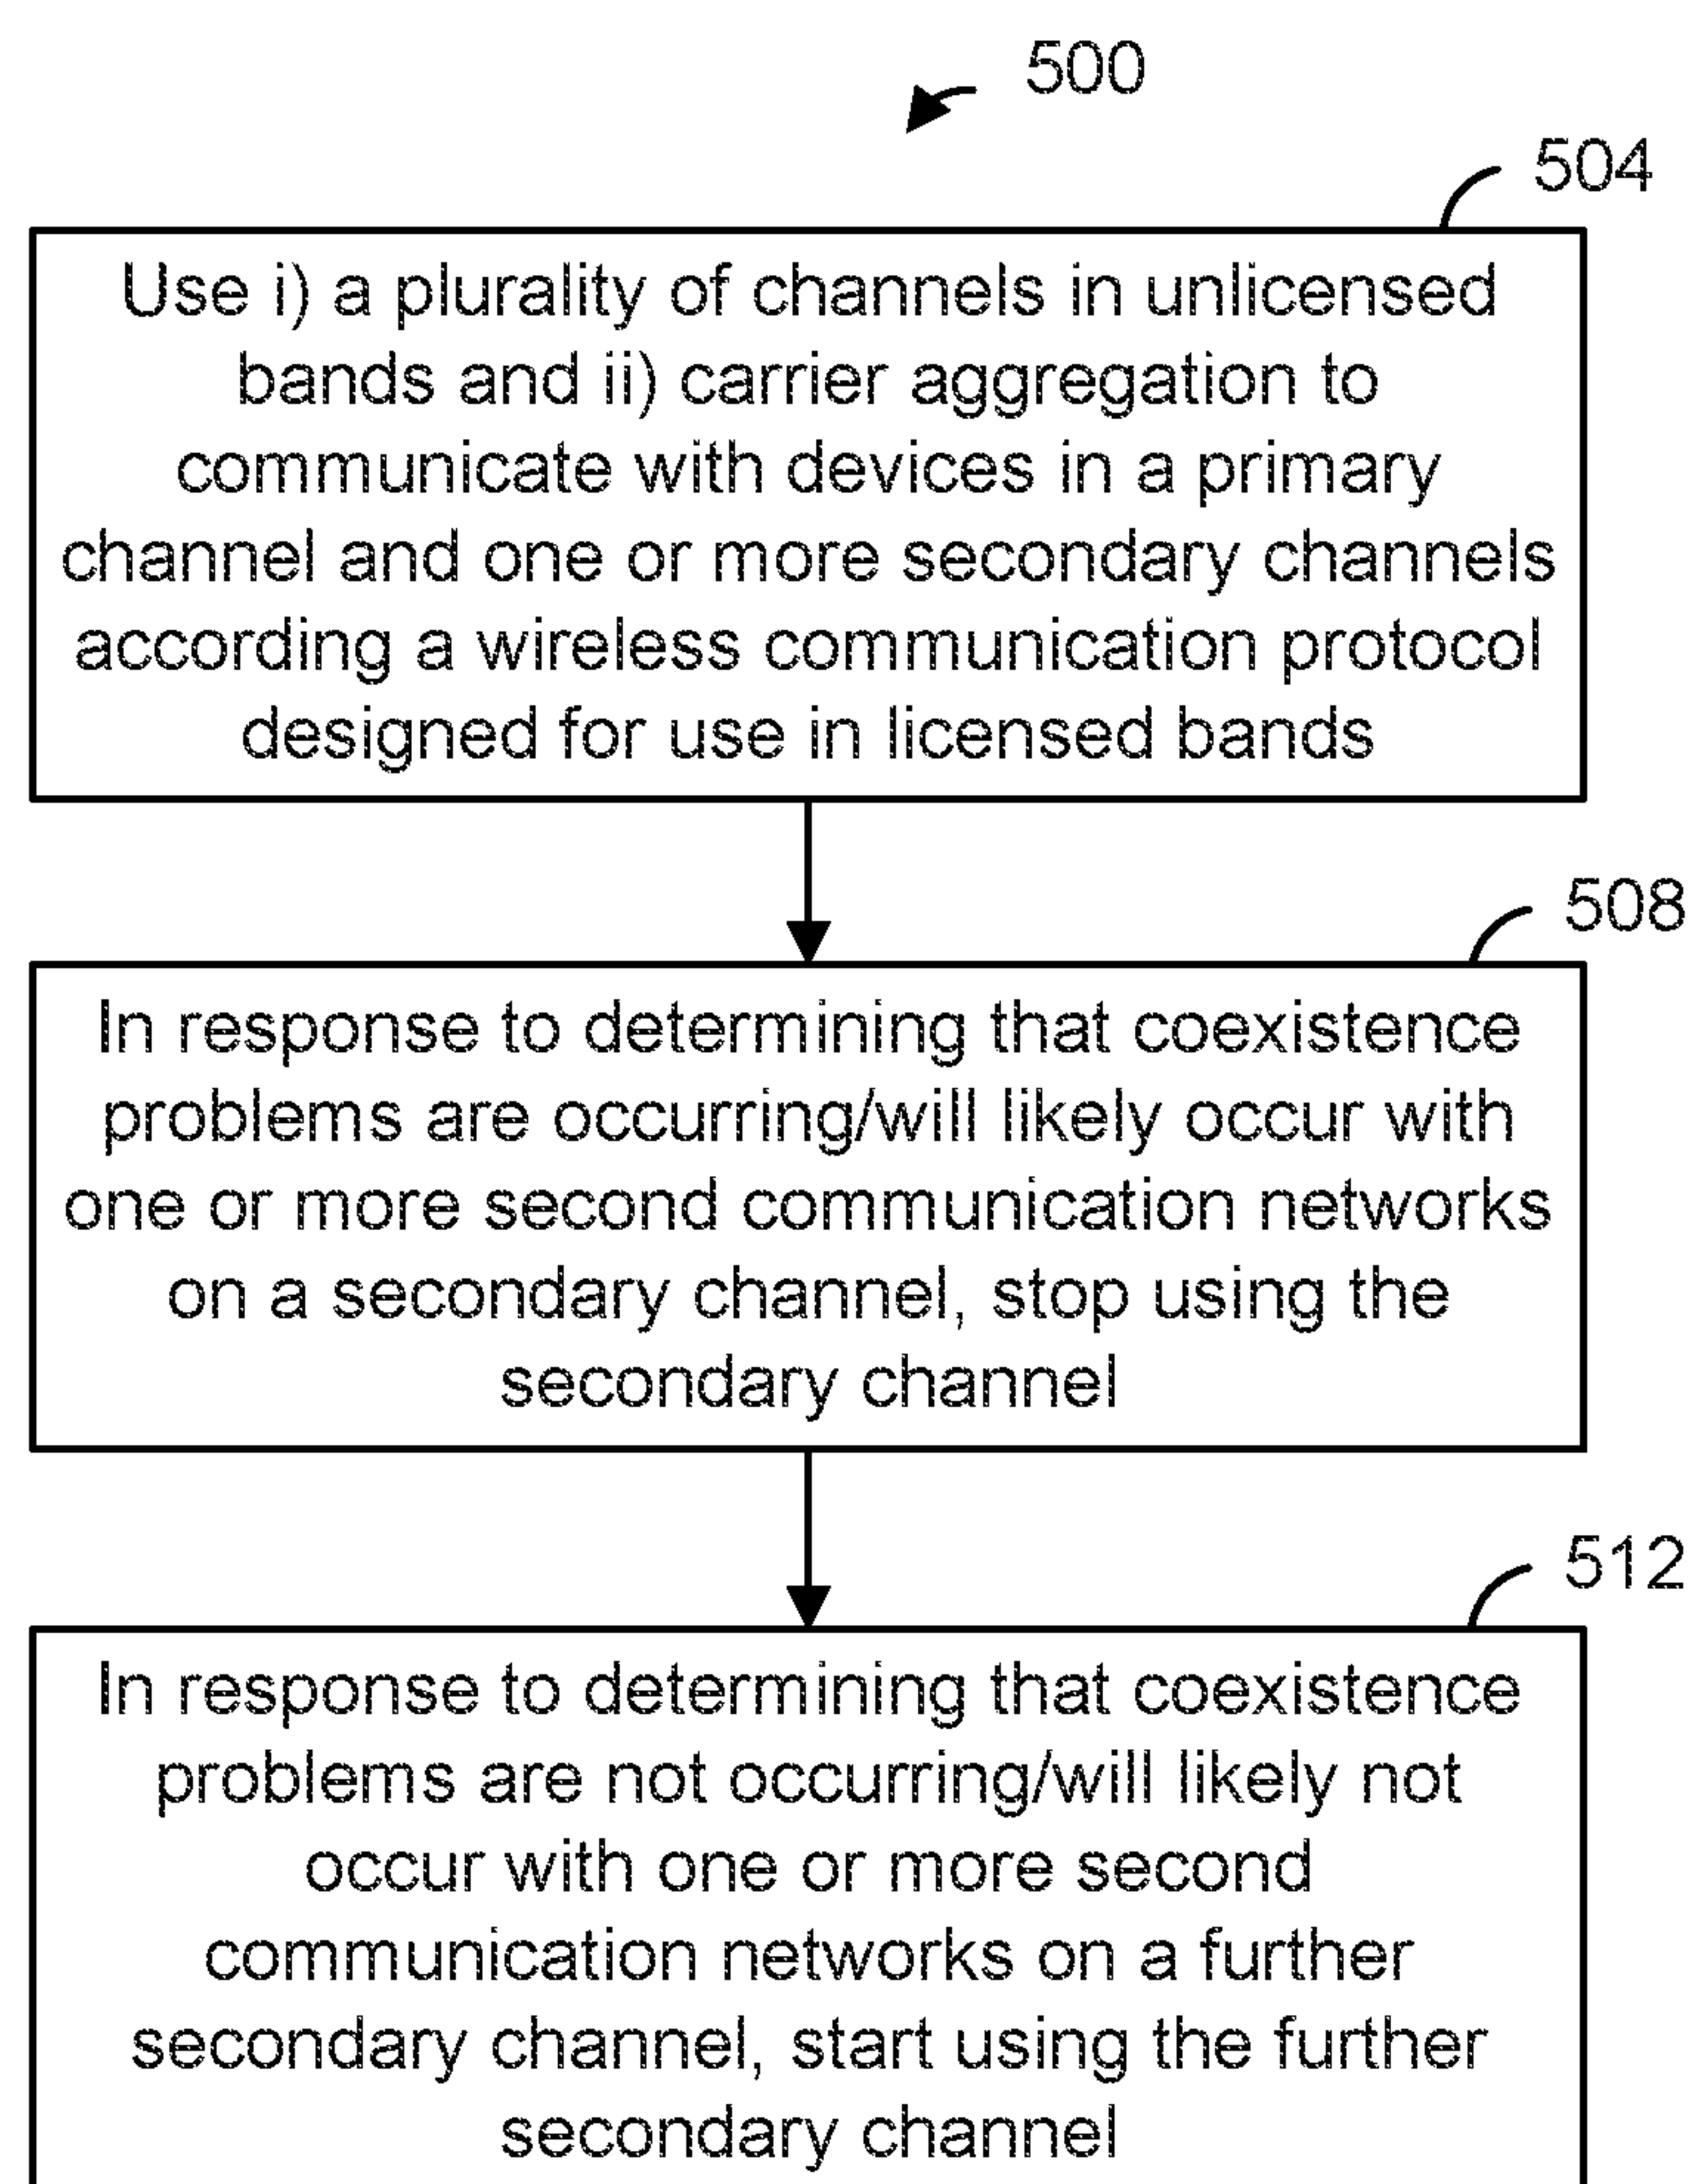 500
504
Use i) a plurality of channels in unlicensed
bands and ii) carrier aggregation to
communicate with devices in a primary
channel and one or more secondary channels
according a wireless communication protocol
designed for use in licensed bands
508
In response to determining that coexistence
problems are occurring/will likely occur with
one or more second communication networks
on a secondary channel, stop using the
secondary channel
512
In response to determining that coexistence
problems are not occurring/will likely not
occur with one or more second
communication networks on a further
secondary channel, start using the further
secondary channel